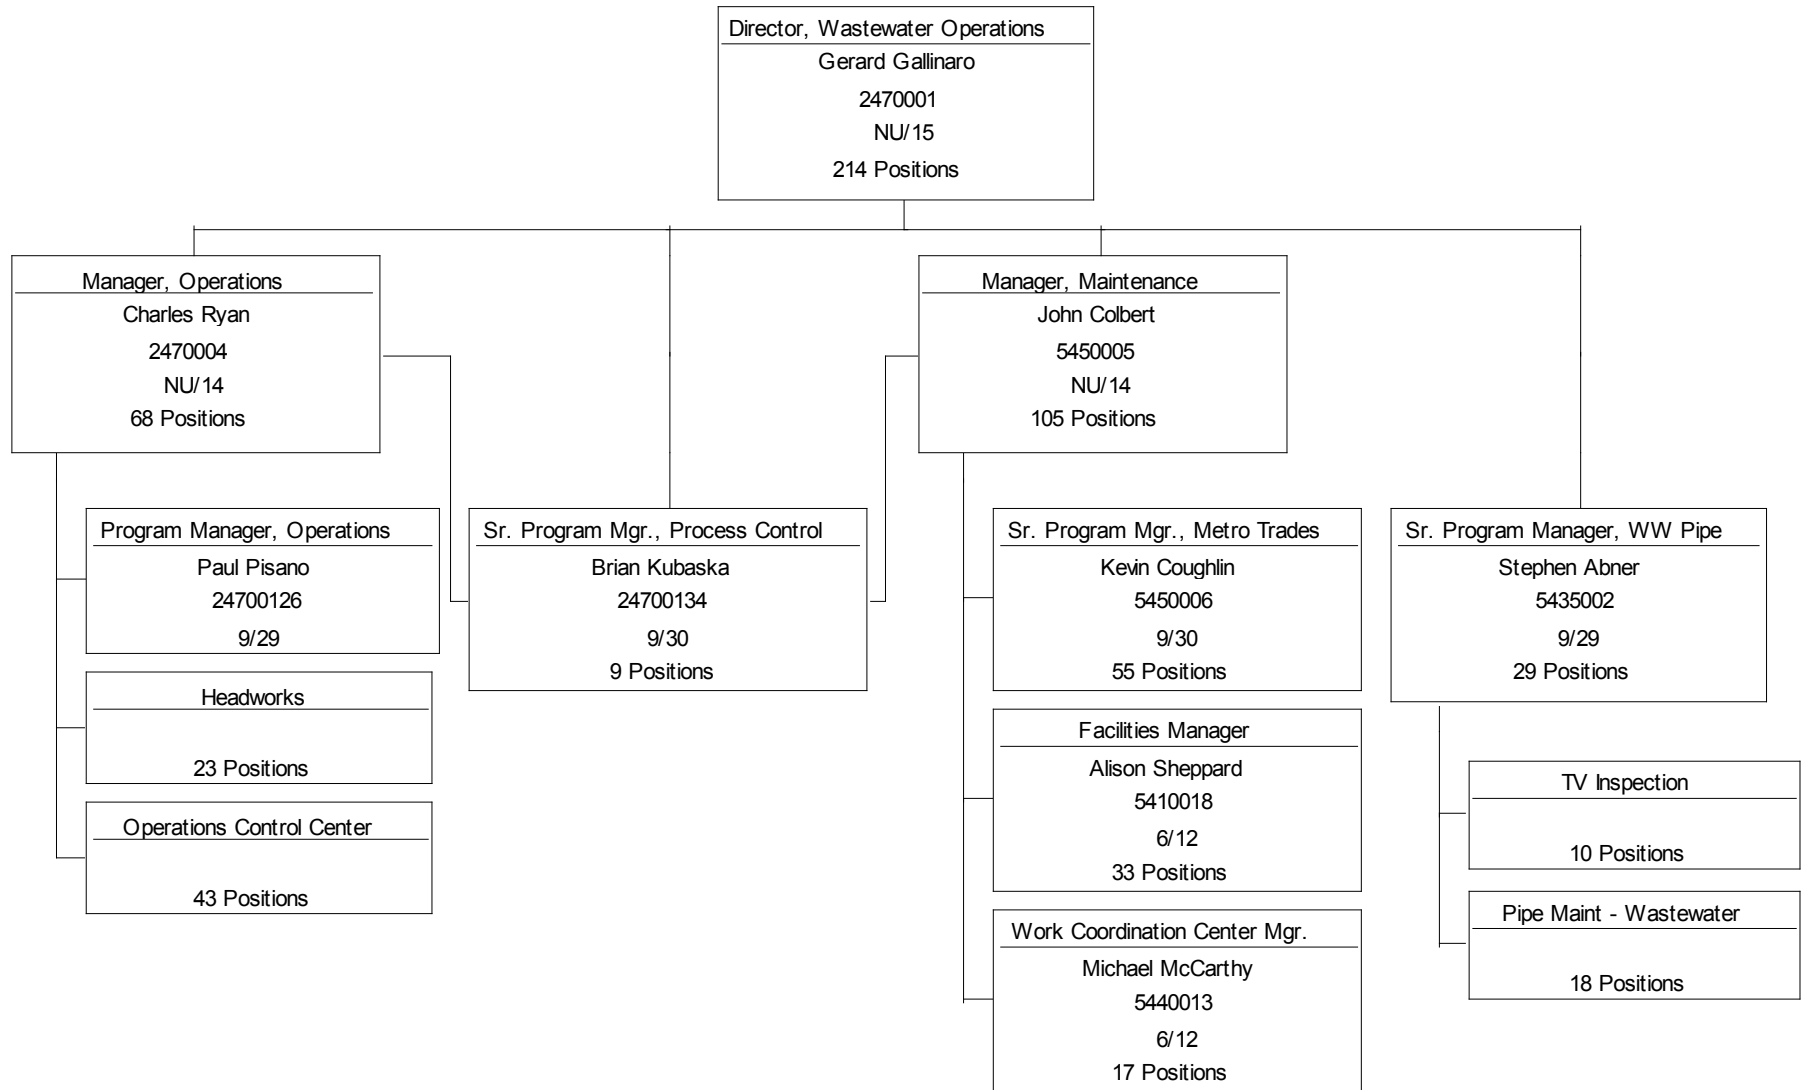 Director, Wastewater Operations
Gerard Gallinaro
2470001
NU/15
214 Positions
Manager, Operations
Charles Ryan
2470004
NU/14
68 Positions
Manager, Maintenance
John Colbert
5450005
NU/14
105 Positions
Program Manager, Operations
Paul Pisano
24700126
9/29
Headworks
23 Positions
Operations Control Center
43 Positions
Sr. Program Mgr., Process Control
Brian Kubaska
24700134
9/30
9 Positions
Sr. Program Mgr., Metro Trades
Kevin Coughlin
5450006
9/30
55 Positions
Facilities Manager
Alison Sheppard
5410018
6/12
33 Positions
Work Coordination Center Mgr.
Michael McCarthy
5440013
6/12
17 Positions
Sr. Program Manager, WW Pipe
Stephen Abner
5435002
9/29
29 Positions
TV Inspection
10 Positions
Pipe Maint - Wastewater
18 Positions